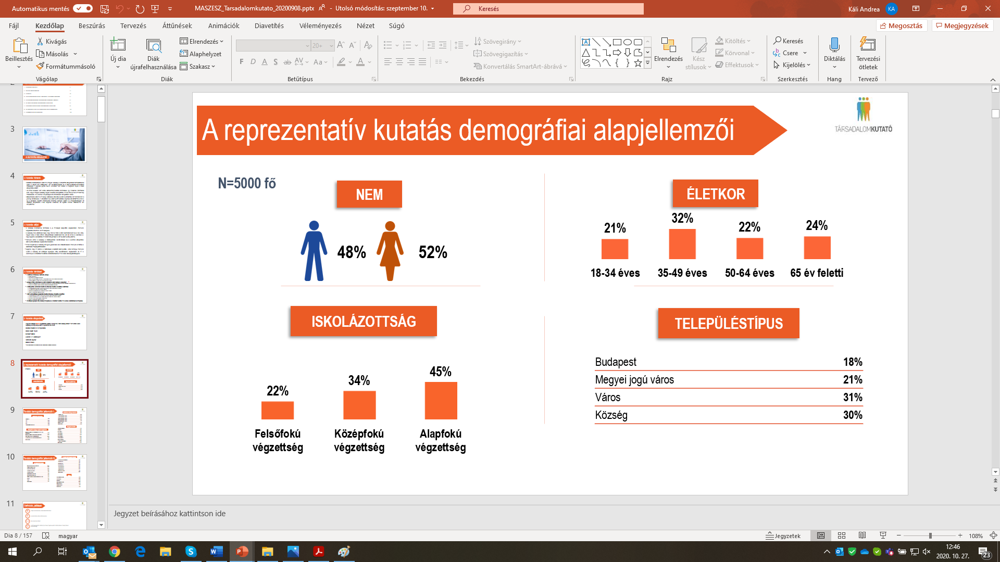 Automatikus mentés
MASZESZ_Tarsadalomkutato_20200908.pptx - Utolsó módosítás: szeptember 10.
Keresés
Káli Andrea
KA
Fájl
Kezdőlap
Beszúrás
Tervezés
Áttűnések
Animációk
Diavetítés
Véleményezés
Nézet
Súgó
Megosztás
Megjegyzések
Beillesztés
Kivágás
Másolás
Formátummásoló
Vágólap
Új dia
Diák
újrafelhasználása
Elrendezés
Alaphelyzet
Szakasz
Diák
20+
F D A S ab AV Aa A
Betűtípus
Szövegirány
Szövegigazítás
Konvertálás SmartArt-ábrává
Bekezdés
Elrendezés
Kész
stílusok
Kitöltés
Körvonal
Effektusok
Rajz
Keresés
Csere
Kijelölés
Szerkesztés
Diktálás
Hang
Tervezési
ötletek
Tervező
3
4
5
6
7
8
9
10
11
A reprezentatív kutatás demográfiai alapjellemzői
TÁRSADALOMKUTATÓ
N=5000 fő
NEM
48%
52%
ÉLETKOR
21%
32%
22%
24%
18-34 éves
35-49 éves
50-64 éves
65 év feletti
ISKOLÁZOTTSÁG
22%
34%
45%
Felsőfokú
végzettség
Középfokú
végzettség
Alapfokú
végzettség
TELEPÜLÉSTÍPUS
Budapest 18%
Megyei jogú város 21%
Város 31%
Község 30%
Jegyzet beírásához kattintson ide
Dia 8 / 157
magyar
Jegyzetek
108%
12:46
2020. 10. 27.
23